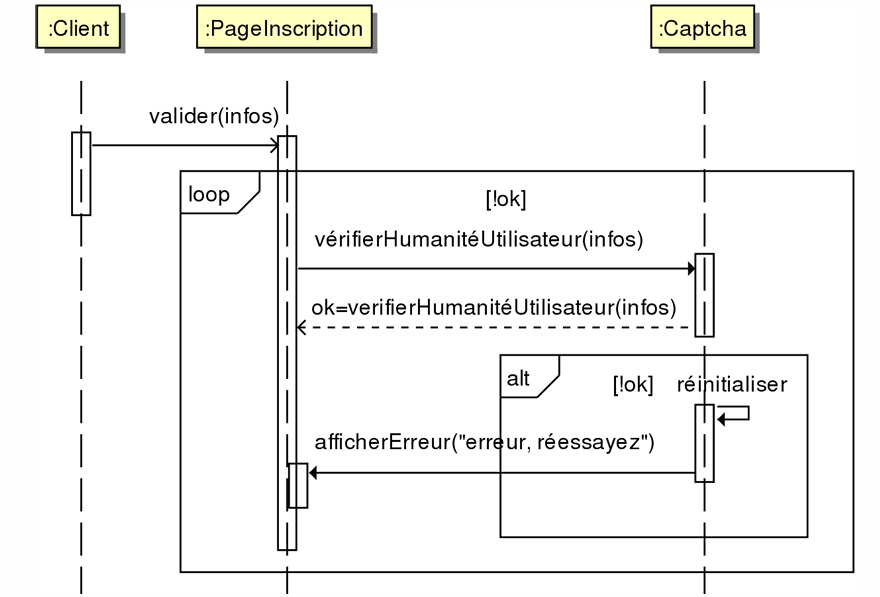 :Client
:PageInscription
:Captcha
valider(infos)
loop
[!ok]
vérifierHumanitéUtilisateur(infos)
ok=verifierHumanitéUtilisateur(infos)
alt
[!ok]
réinitialiser
afficherErreur("erreur, réessayez")